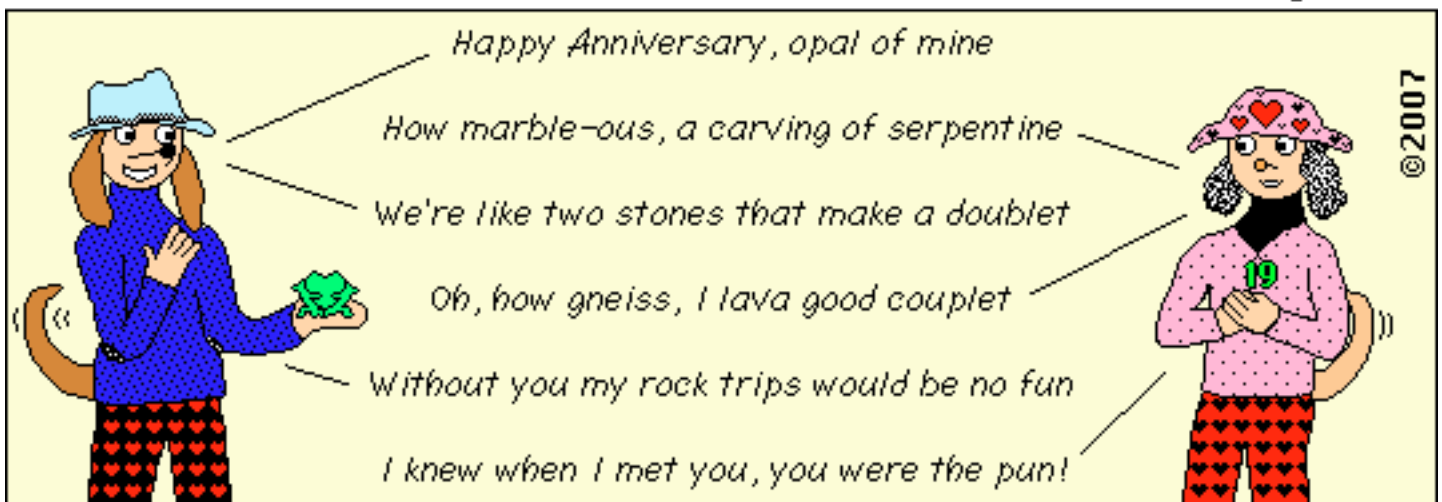 Happy Anniversary, opal of mine
How marble-ous, a carving of serpentine
We're like two stones that make a doublet
Oh, how gneiss, I lava good couplet
Without you my rock trips would be no fun
I knew when I met you, you were the pun!
19
©2007